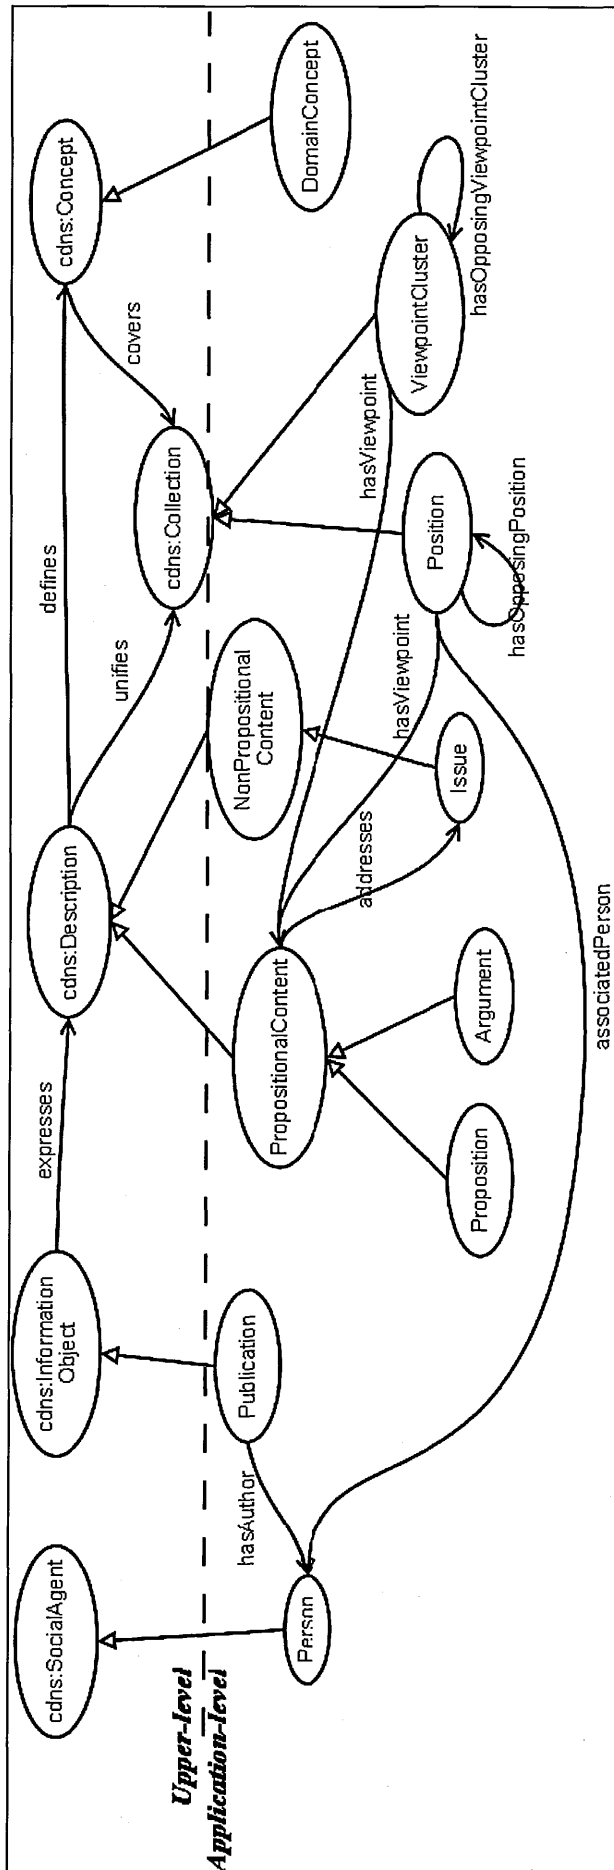 cdns:SocialAgent
cdns:Information
Object
expresses
cdns:Description
defines
cdns:Concept
unifies
covers
cdns:Collection
Upper-level
Application-level
Person
hasAuthor
Publication
PropositionalContent
NonPropositional
Content
DomainConcept
Proposition
Argument
addresses
Issue
hasViewpoint
hasViewpoint
Position
hasOpposingPosition
ViewpointCluster
hasOpposingViewpointCluster
associatedPerson